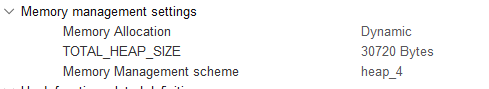 Memory management settings
Memory Allocation Dynamic
TOTAL_HEAP_SIZE 30720 Bytes
Memory Management scheme heap_4